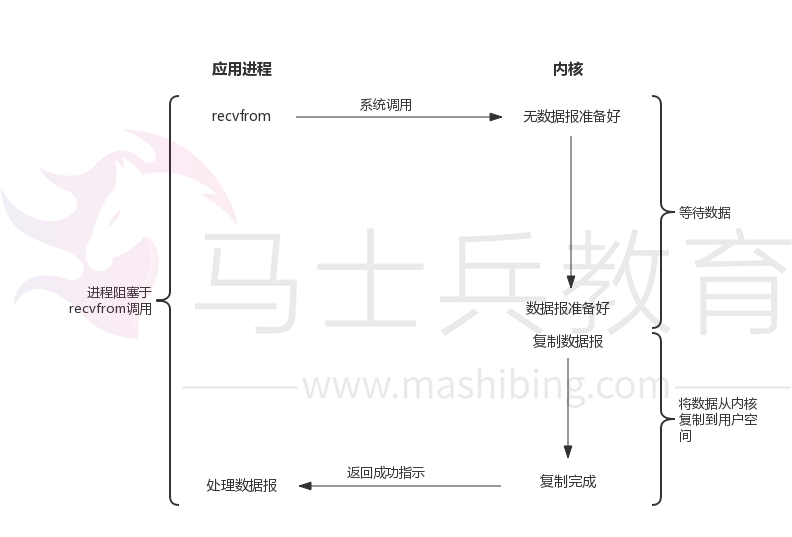 应用进程
内核
recvfrom
系统调用
无数据报准备好
等待数据
马士兵教育
进程阻塞于
recvfrom调用
数据报准备好
复制数据报
www.mashibing.com
将数据从内核
复制到用户空
间
处理数据报
返回成功指示
复制完成